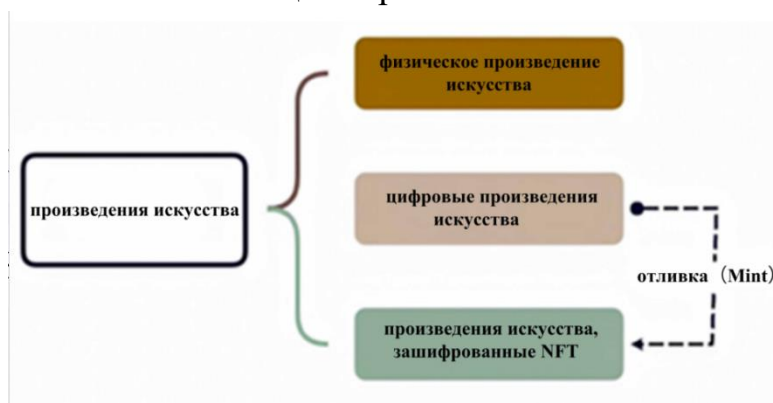 физическое произведение
искусства
произведения искусства
цифровые произведения
искусства
отливка (Mint)
произведения искусства,
зашифрованные NFT